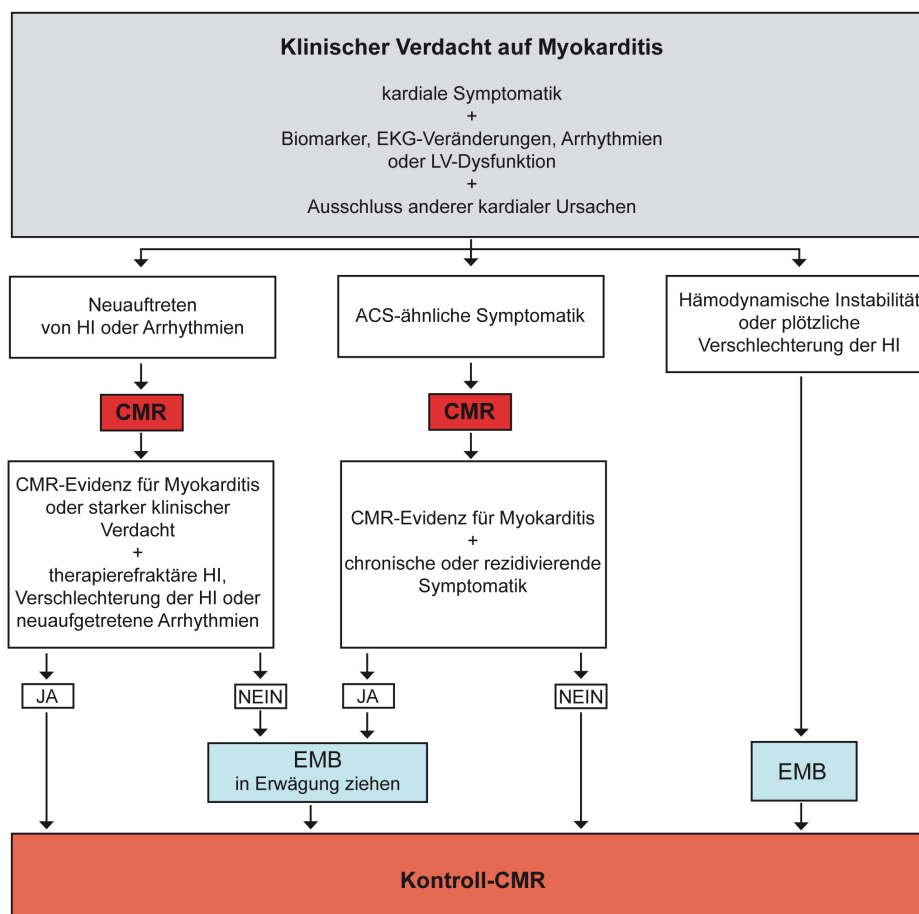 Klinischer Verdacht auf Myokarditis
kardiale Symptomatik
+
Biomarker, EKG-Veränderungen, Arrhythmien
oder LV-Dysfunktion
+
Ausschluss anderer kardialer Ursachen
Neuauftreten
von HI oder Arrhythmien
ACS-ähnliche Symptomatik
Hämodynamische Instabilität
oder plötzliche
Verschlechterung der HI
CMR
CMR
CMR-Evidenz für Myokarditis
oder starker klinischer
Verdacht
+
therapierefraktäre HI,
Verschlechterung der HI oder
neuaufgetretene Arrhythmien
CMR-Evidenz für Myokarditis
+
chronische oder rezidivierende
Symptomatik
JA
NEIN
JA
NEIN
EMB
in Erwägung ziehen
EMB
Kontroll-CMR